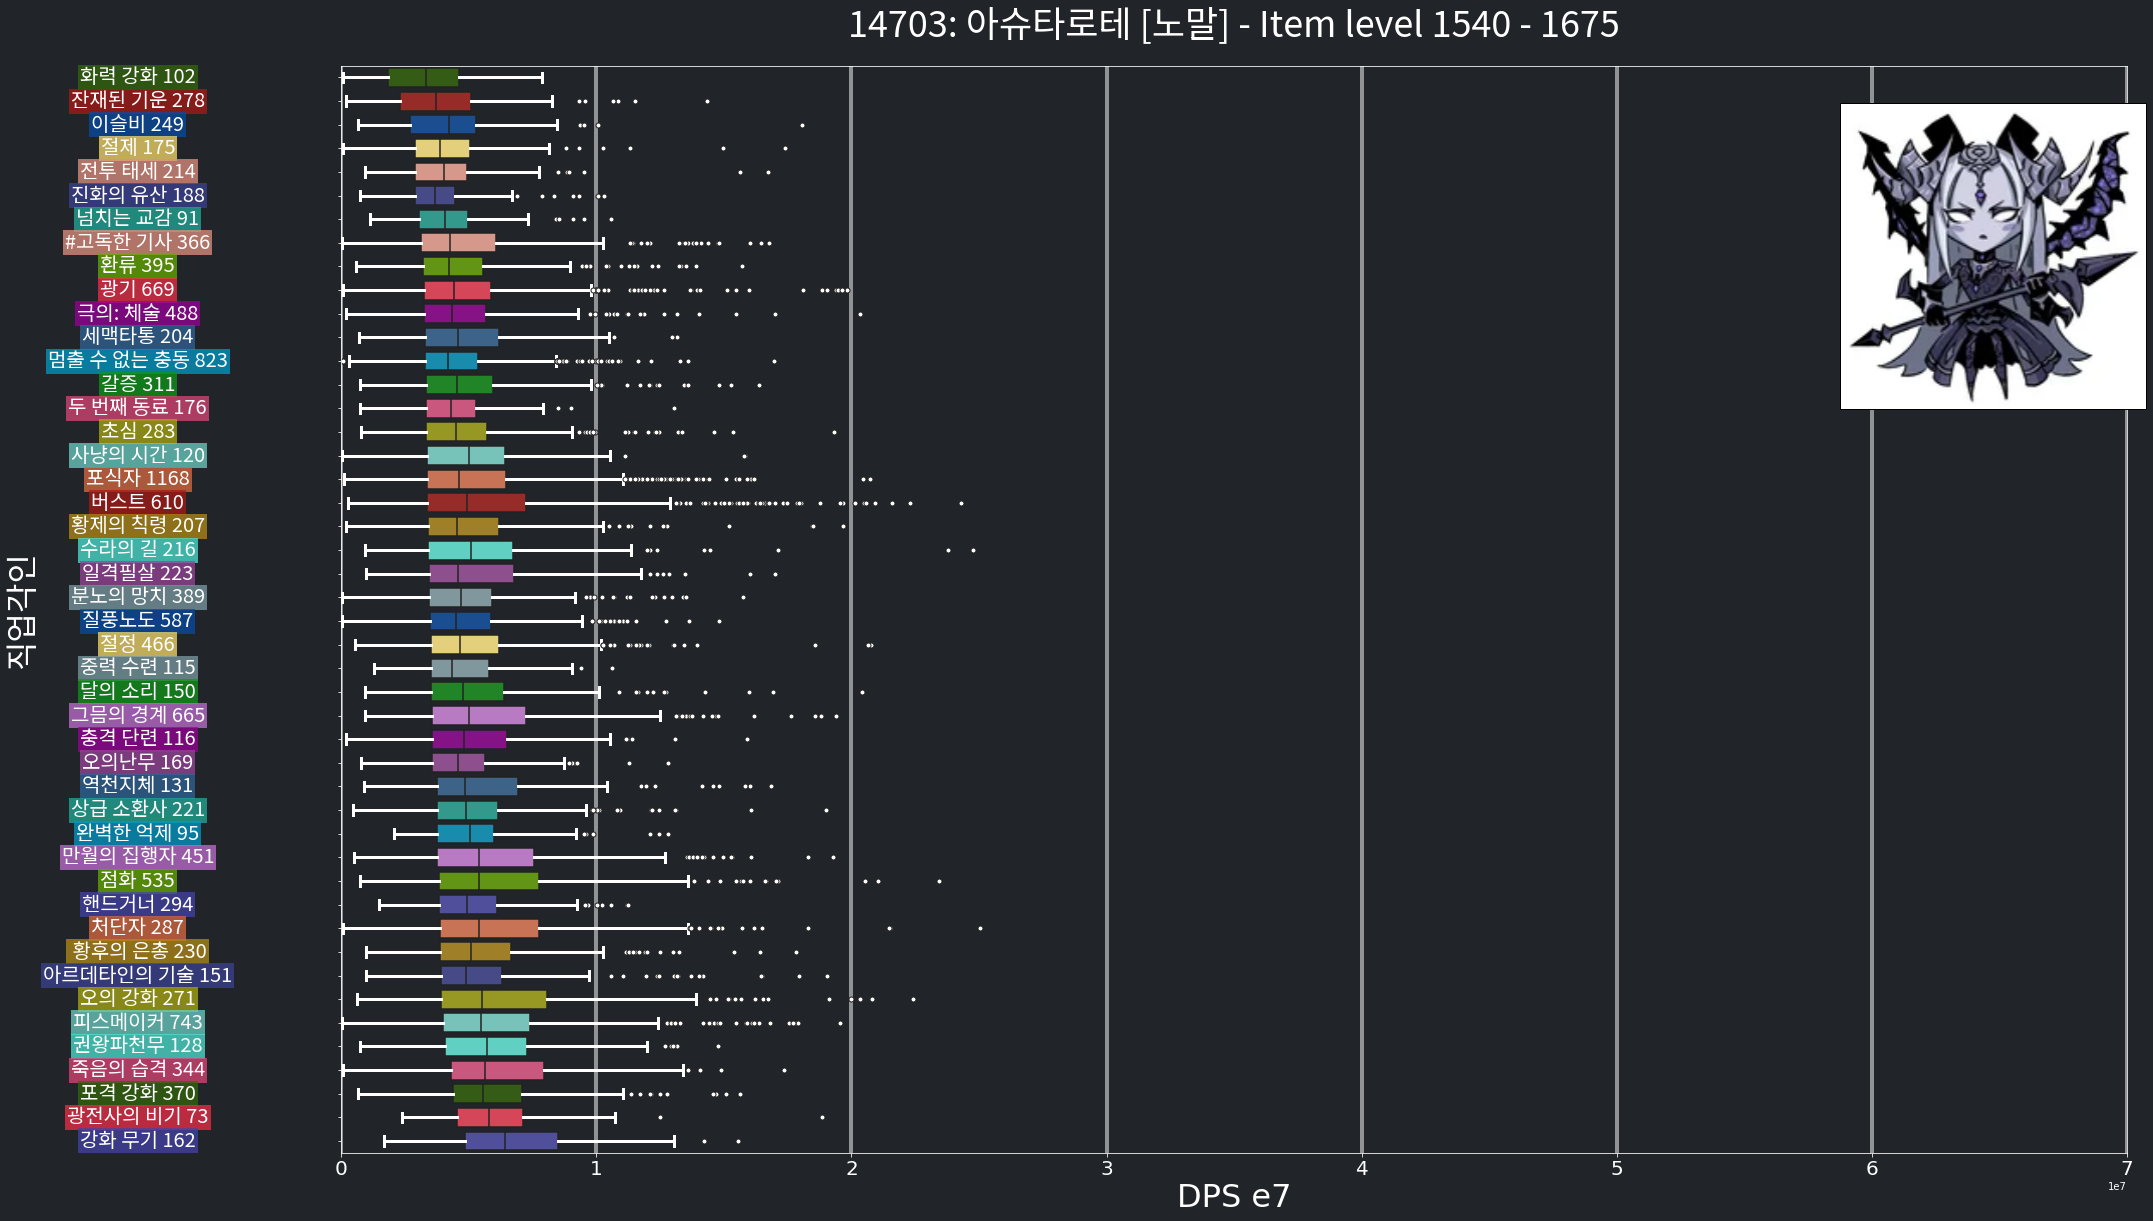 14703: 아슈타로테 [노말] - Item level 1540 - 1675
직업각인
화력 강화 102
잔재된 기운 278
이슬비 249
절제 175
전투 태세 214
진화의 유산 188
넘치는 교감 91
#고독한 기사 366
환류 395
광기 669
극의: 체술 488
세맥타통 204
멈출 수 없는 충동 823
갈증 311
두 번째 동료 176
초심 283
사냥의 시간 120
포식자 1168
버스트 610
황제의 칙령 207
수라의 길 216
일격필살 223
분노의 망치 389
질풍노도 587
절정 466
중력 수련 115
달의 소리 150
그믐의 경계 665
충격 단련 116
오의난무 169
역천지체 131
상급 소환사 221
완벽한 억제 95
만월의 집행자 451
점화 535
핸드거너 294
처단자 287
황후의 은총 230
아르데타인의 기술 151
오의 강화 271
피스메이커 743
권왕파천무 128
죽음의 습격 344
포격 강화 370
광전사의 비기 73
강화 무기 162
0 1 2 3 4 5 6 7
1e7
DPS e7